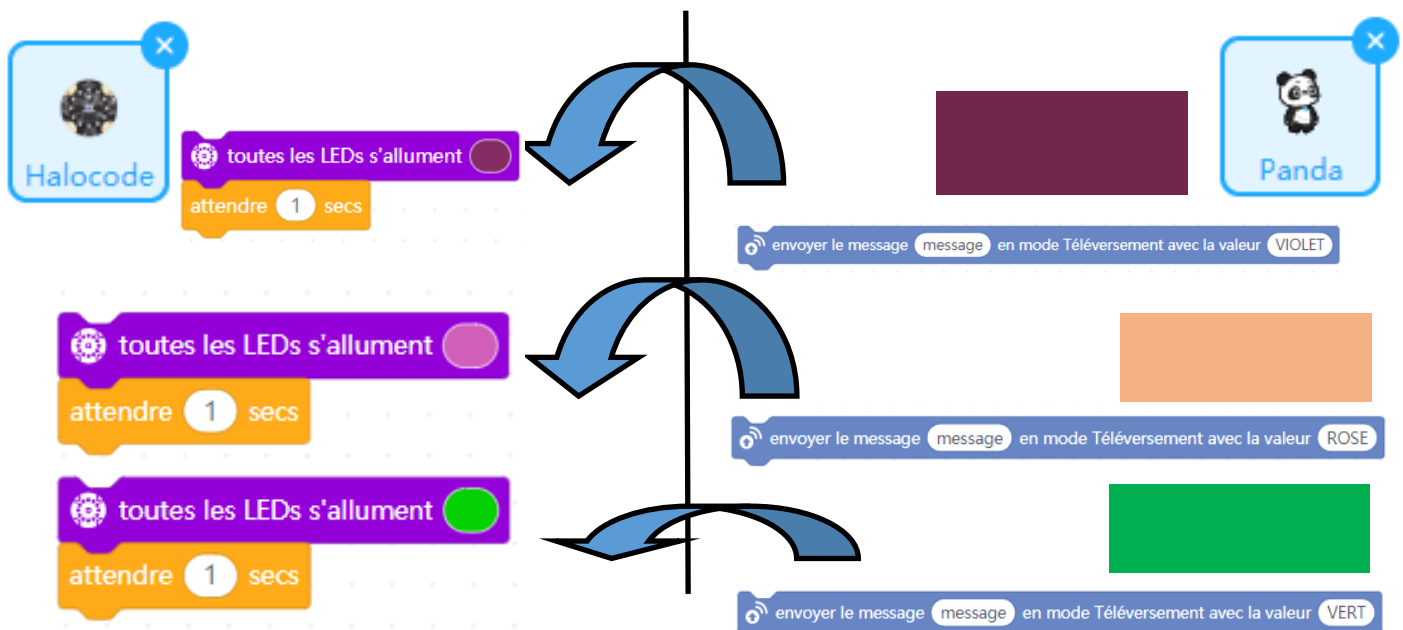 Halocode
toutes les LEDs s'allument
attendre 1 secs
Panda
envoyer le message message en mode Téléversement avec la valeur VIOLET
toutes les LEDs s'allument
attendre 1 secs
envoyer le message message en mode Téléversement avec la valeur ROSE
toutes les LEDs s'allument
attendre 1 secs
envoyer le message message en mode Téléversement avec la valeur VERT